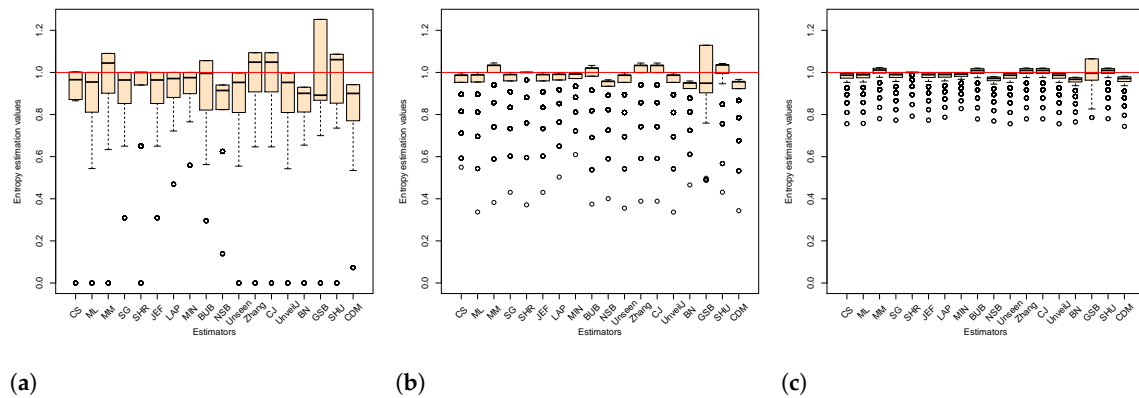 Entropy estimation values
0.0 0.2 0.4 0.6 0.8 1.0 1.2
CS ML MM SG SHR JEF LAP MIN BUB NSB Unseen Zhang CJ UnveilJ BN GSB SHU CDM
Estimators
(a)
Entropy estimation values
0.0 0.2 0.4 0.6 0.8 1.0 1.2
CS ML MM SG SHR JEF LAP MIN BUB NSB Unseen Zhang CJ UnveilJ BN GSB SHU CDM
Estimators
(b)
Entropy estimation values
0.0 0.2 0.4 0.6 0.8 1.0 1.2
CS ML MM SG SHR JEF LAP MIN BUB NSB Unseen Zhang CJ UnveilJ BN GSB SHU CDM
Estimators
(c)